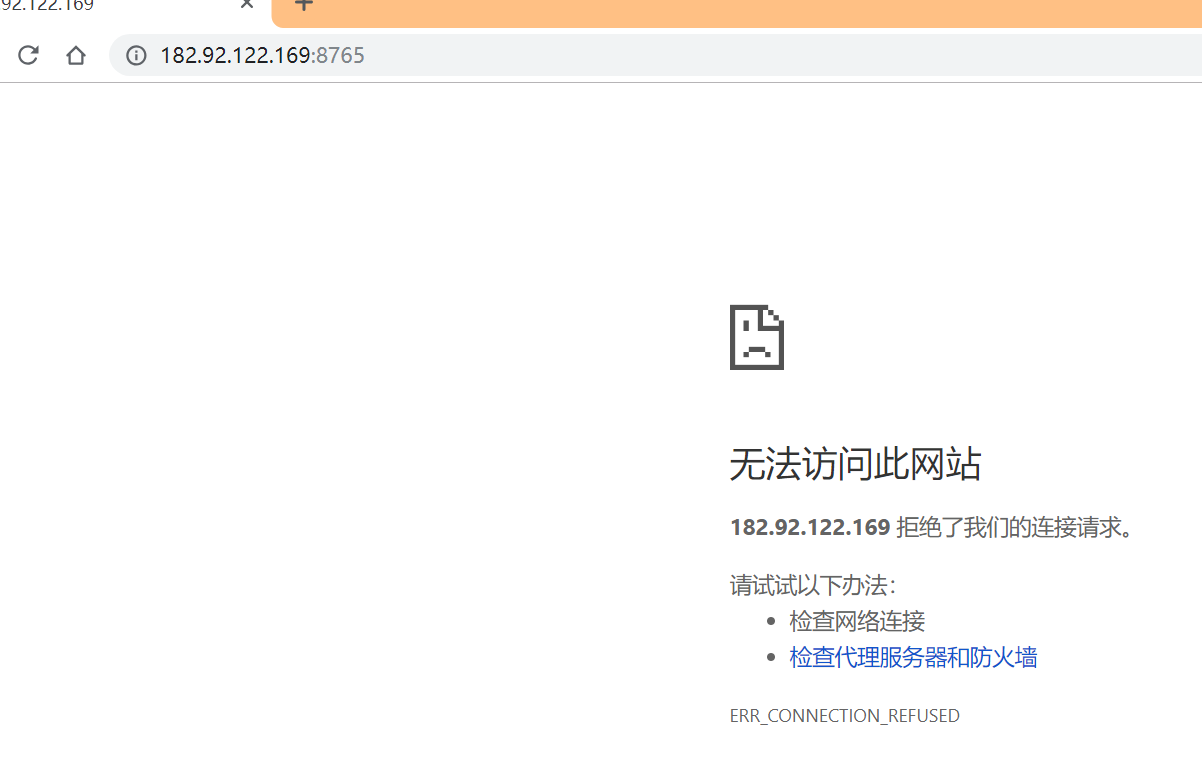 92.122.169
182.92.122.169:8765
无法访问此网站
182.92.122.169 拒绝了我们的连接请求。
请试试以下办法：
• 检查网络连接
• 检查代理服务器和防火墙
ERR_CONNECTION_REFUSED